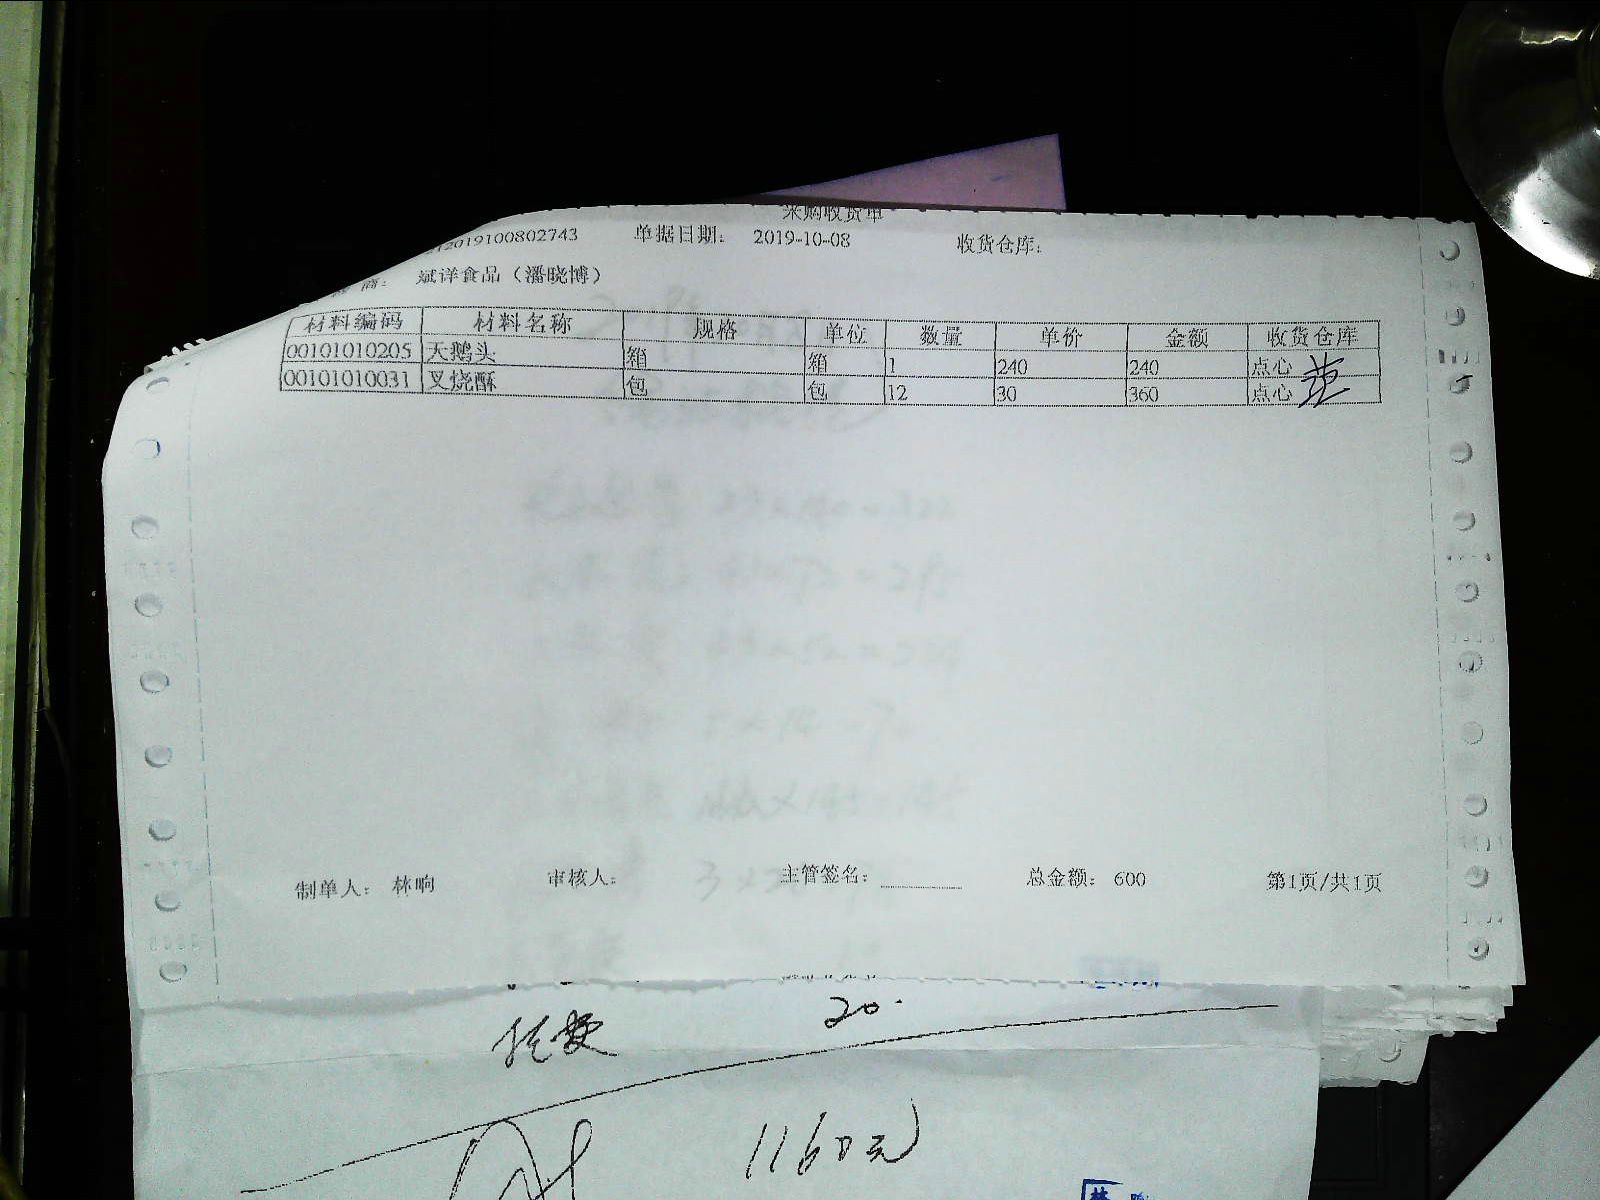 采购收货单
2019100802743 单据日期: 2019-10-08 收货仓库:
商: 斌详食品（潘晓博）
材料编码 材料名称 规格 单位 数量 单价 金额 收货仓库
00101010205 天鹅头 箱 箱 1 240 240 点心
00101010031 叉烧酥 包 包 12 30 360 点心
制单人: 林响 审核人: 主管签名: 总金额: 600 第1页/共1页
20.
1160元